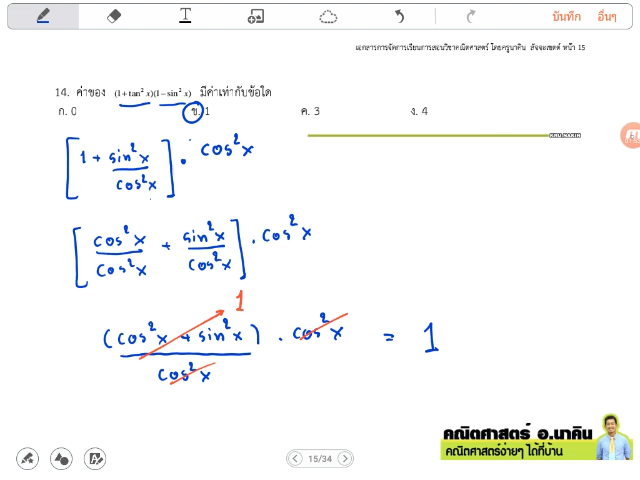 บันทึก อื่นๆ
เอกสารการจัดการเรียนการสอนวิชาคณิตศาสตร์ โดยครูนาคิน สัจจะเขตต์ หน้า 15
14. ค่าของ (1+tan² x)(1−sin² x) มีค่าเท่ากับข้อใด
ก. 0 ข. 1 ค. 3 ง. 4
[1 + sin²x / cos²x] · cos²x
[cos²x / cos²x + sin²x / cos²x] · cos²x
1
(cos²x + sin²x) / cos²x · cos²x = 1
คณิตศาสตร์ อ.นาคิน
คณิตศาสตร์ง่ายๆ ได้ที่บ้าน
15/34